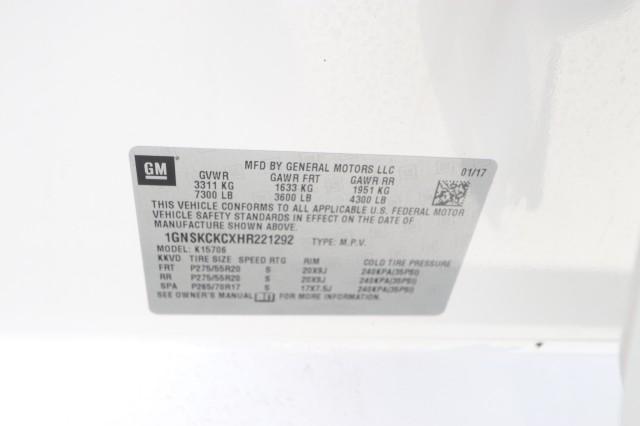 GM
MFD BY GENERAL MOTORS LLC 01/17
GVWR GAWR FRT GAWR RR
3311 KG 1633 KG 1951 KG
7300 LB 3600 LB 4300 LB
THIS VEHICLE CONFORMS TO ALL APPLICABLE U.S. FEDERAL MOTOR
VEHICLE SAFETY STANDARDS IN EFFECT ON THE DATE OF
MANUFACTURE SHOWN ABOVE.
1GNSKCKCXHR221292 TYPE: M.P.V.
MODEL: K15706
KKVD TIRE SIZE SPEED RTG RIM COLD TIRE PRESSURE
FRT P275/55R20 S 20X9J 240KPA(35PSI)
RR P275/55R20 S 20X9J 240KPA(35PSI)
SPA P265/70R17 S 17X7.5J 240KPA(35PSI)
SEE OWNER'S MANUAL FOR MORE INFORMATION.